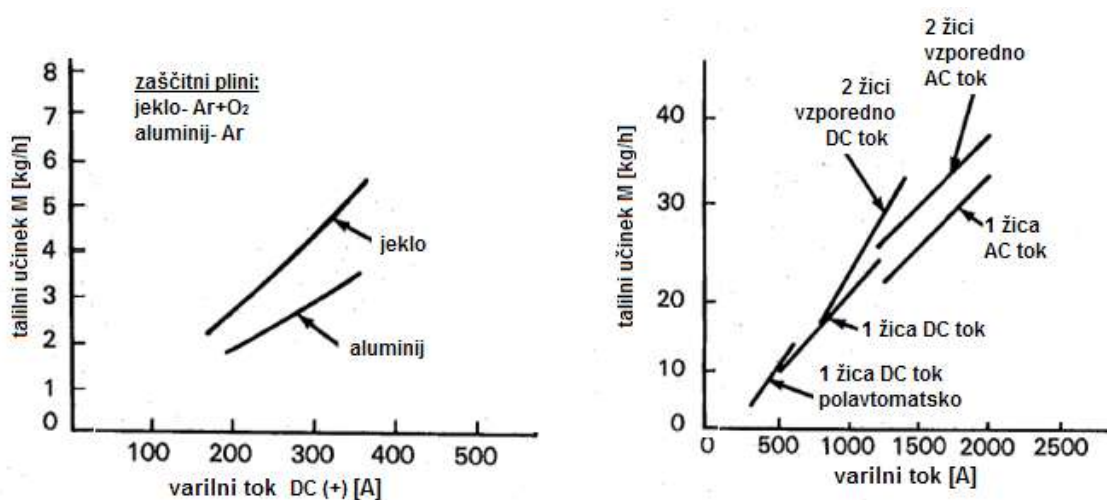 talilni učinek M [kg/h]
8
7
6
5
4
3
2
1
0
zaščitni plini:
jeklo- Ar+O₂
aluminij- Ar
jeklo
aluminij
100 200 300 400 500
varilni tok DC (+) [A]
talilni učinek M [kg/h]
40
30
20
10
0
2 žici
vzporedno
AC tok
2 žici
vzporedno
DC tok
1 žica
AC tok
1 žica DC tok
1 žica DC tok
polavtomatsko
0 500 1000 1500 2000 2500
varilni tok [A]